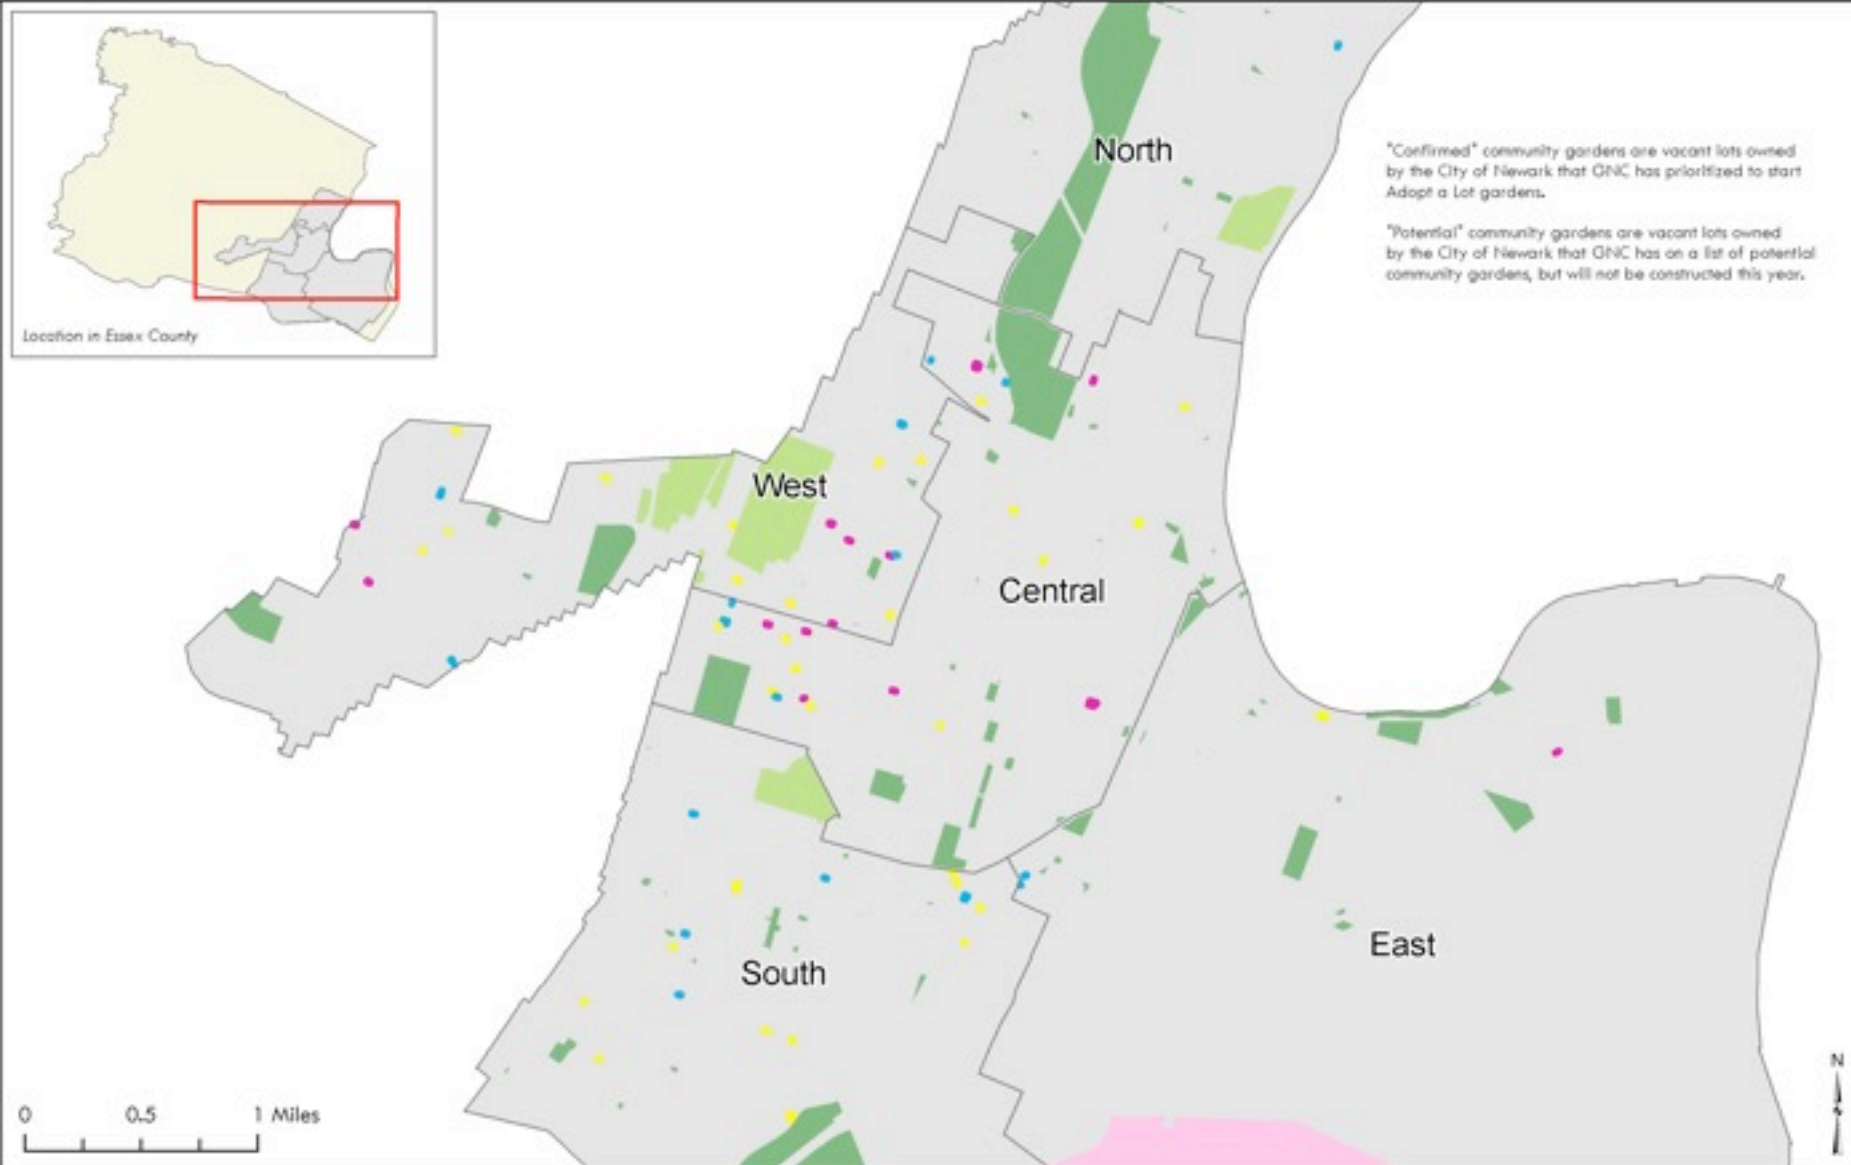 Location in Essex County
North
"Confirmed" community gardens are vacant lots owned
by the City of Newark that GNC has prioritized to start
Adopt a Lot gardens.
"Potential" community gardens are vacant lots owned
by the City of Newark that GNC has on a list of potential
community gardens, but will not be constructed this year.
West
Central
East
South
N
0 0.5 1 Miles